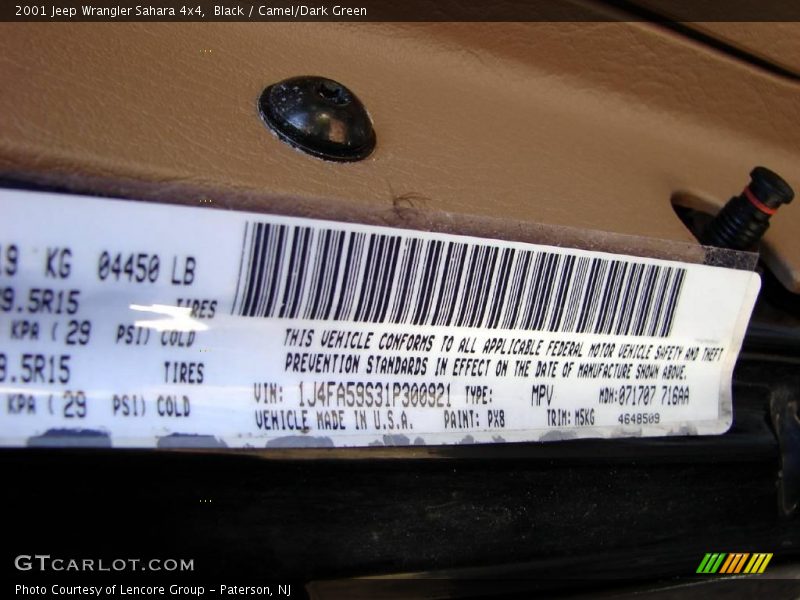 2001 Jeep Wrangler Sahara 4x4,  Black / Camel/Dark Green
19 KG 04450 LB
9.5R15 TIRES
KPA ( 29 PSI) COLD
9.5R15 TIRES
KPA ( 29 PSI) COLD
THIS VEHICLE CONFORMS TO ALL APPLICABLE FEDERAL MOTOR VEHICLE SAFETY AND THEFT
PREVENTION STANDARDS IN EFFECT ON THE DATE OF MANUFACTURE SHOWN ABOVE.
VIN: 1J4FA59S31P300921 TYPE: MPV MDH:071707 716AA
VEHICLE MADE IN U.S.A. PAINT: PX8 TRIM: M5KG 4648509
GTCARLOT.COM
Photo Courtesy of Lencore Group - Paterson, NJ